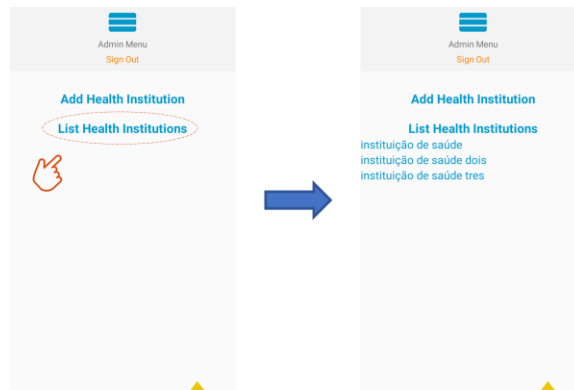 Admin Menu
Sign Out
Add Health Institution
List Health Institutions
Admin Menu
Sign Out
Add Health Institution
List Health Institutions
instituição de saúde
instituição de saúde dois
instituição de saúde tres